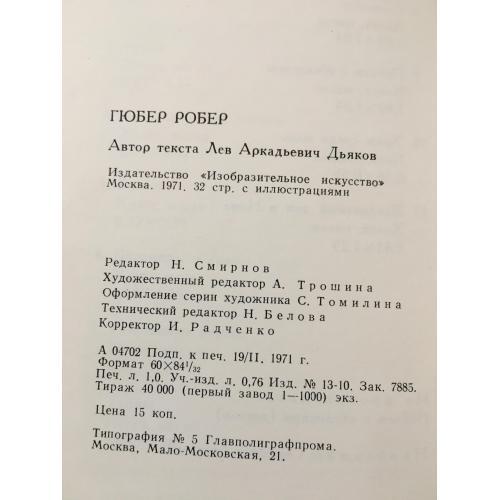 ГЮБЕР РОБЕР
Автор текста Лев Аркадьевич Дьяков
Издательство «Изобразительное искусство»
Москва. 1971. 32 стр. с иллюстрациями
Редактор Н. Смирнов
Художественный редактор А. Трошина
Оформление серии художника С. Томилина
Технический редактор Н. Белова
Корректор И. Радченко
А 04702 Подп. к печ. 19/II. 1971 г.
Формат 60×84¹/₃₂
Печ. л. 1,0. Уч.-изд. л. 0,76 Изд. № 13-10. Зак. 7885.
Тираж 40 000 (первый завод 1—1000) экз.
Цена 15 коп.
Типография № 5 Главполиграфпрома.
Москва, Мало-Московская, 21.